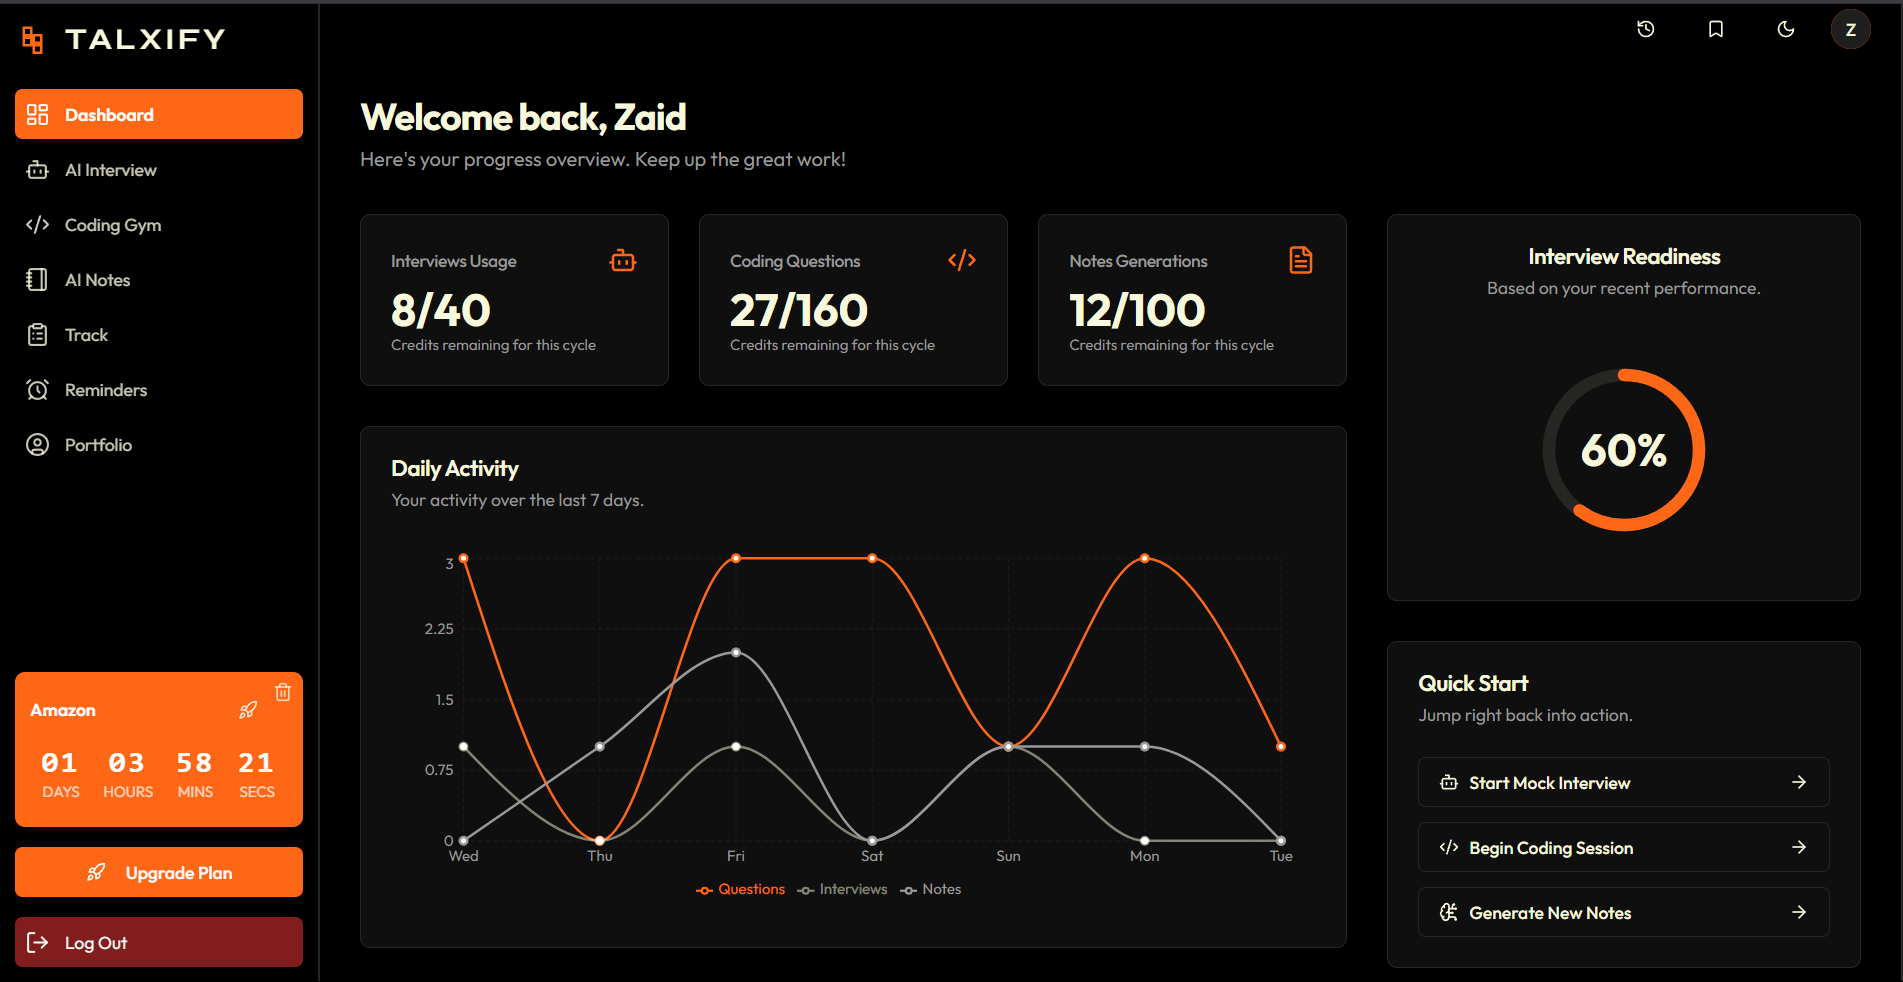 TALXIFY
Z
Dashboard
AI Interview
Coding Gym
AI Notes
Track
Reminders
Portfolio
Amazon
01 03 58 21
DAYS HOURS MINS SECS
Upgrade Plan
Log Out
Welcome back, Zaid
Here's your progress overview. Keep up the great work!
Interviews Usage
8/40
Credits remaining for this cycle
Coding Questions
27/160
Credits remaining for this cycle
Notes Generations
12/100
Credits remaining for this cycle
Daily Activity
Your activity over the last 7 days.
3
2.25
1.5
0.75
0
Wed Thu Fri Sat Sun Mon Tue
Questions Interviews Notes
Interview Readiness
Based on your recent performance.
60%
Quick Start
Jump right back into action.
Start Mock Interview
Begin Coding Session
Generate New Notes